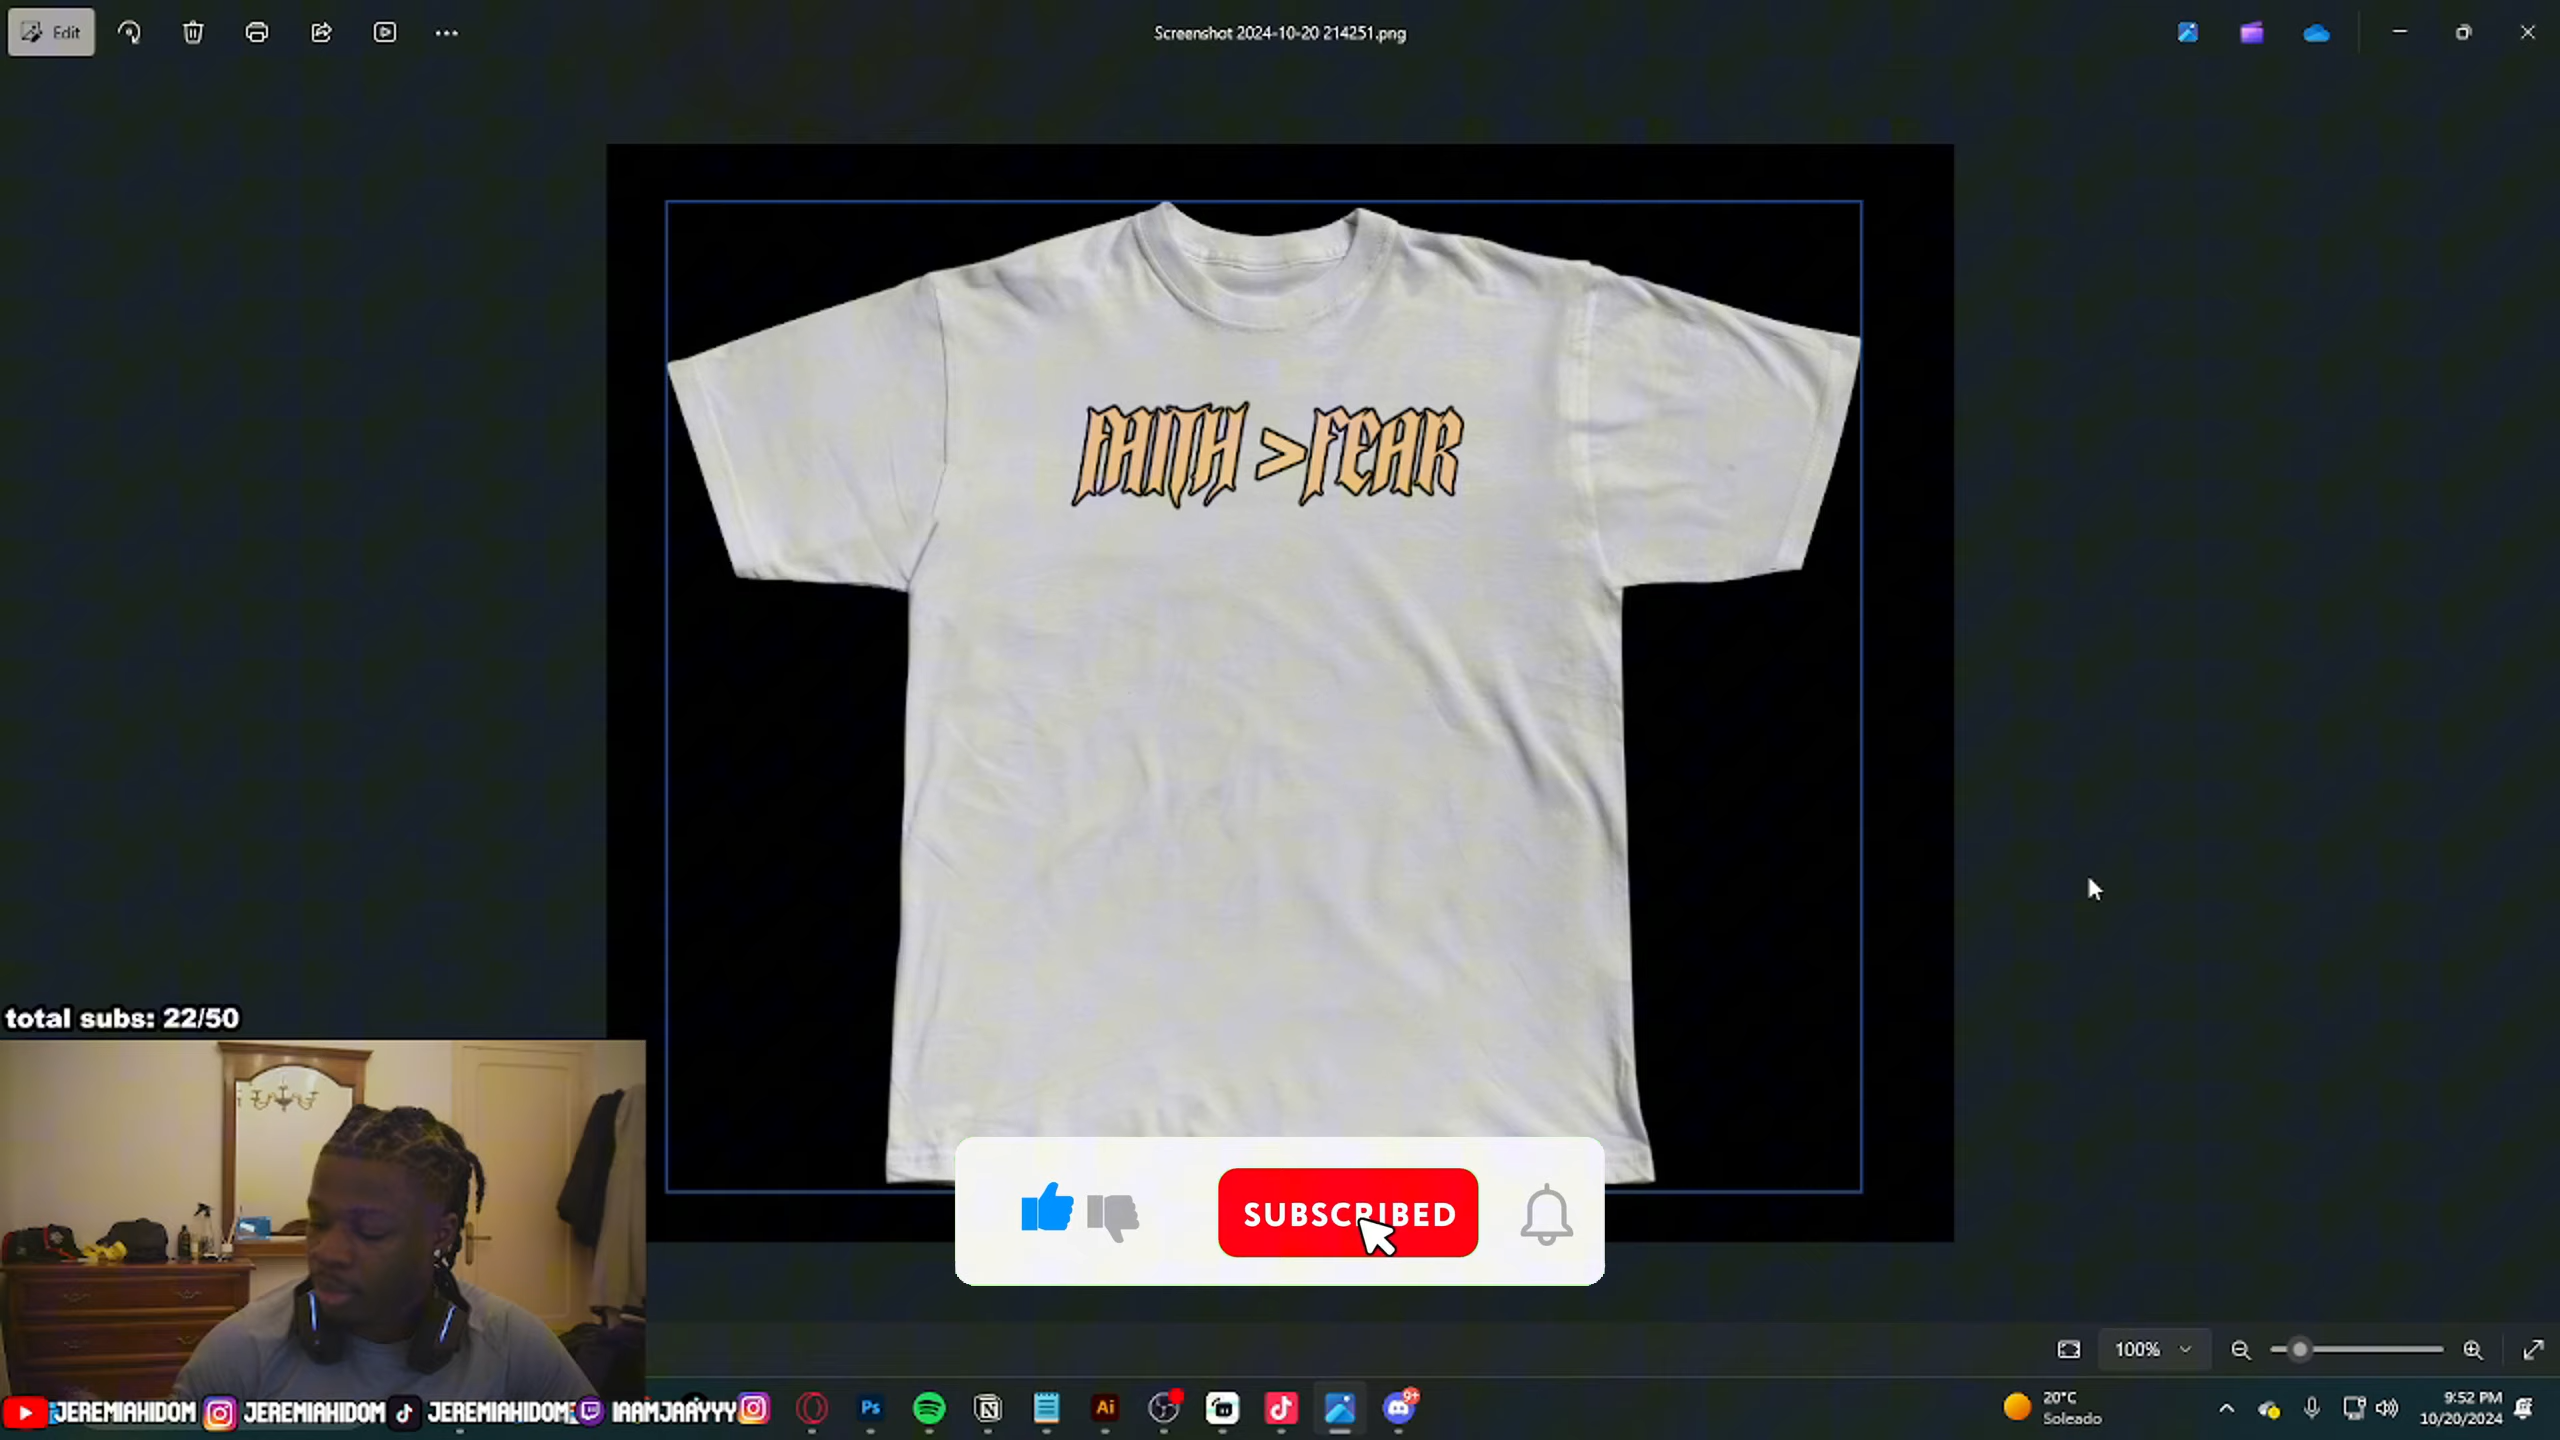 Edit
Screenshot 2024-10-20 214251.png
FAITH > FEAR
total subs: 22/50
SUBSCRIBED
100%
JEREMIAHIDOM
JEREMIAHIDOM
JEREMIAHIDOM
IAAMJAAYYY
Ps
Ai
9+
20°C
Soleado
9:52 PM
10/20/2024